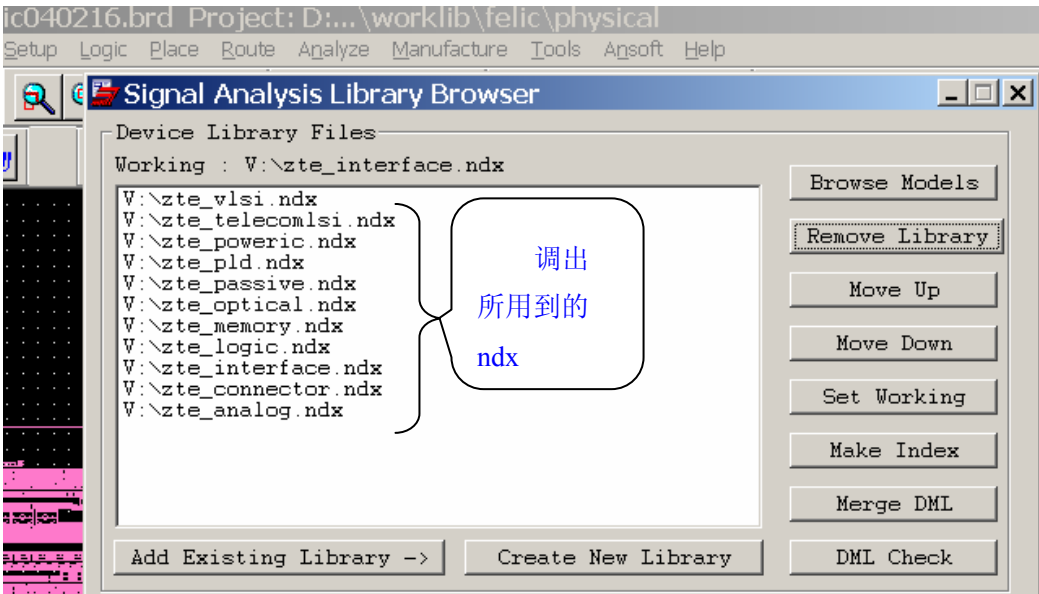 ic040216.brd Project: D:...\worklib\felic\physical
Setup Logic Place Route Analyze Manufacture Tools Ansoft Help
Signal Analysis Library Browser
Device Library Files
Working : V:\zte_interface.ndx
V:\zte_vlsi.ndx
V:\zte_telecomlsi.ndx
V:\zte_poweric.ndx
V:\zte_pld.ndx
V:\zte_passive.ndx
V:\zte_optical.ndx
V:\zte_memory.ndx
V:\zte_logic.ndx
V:\zte_interface.ndx
V:\zte_connector.ndx
V:\zte_analog.ndx
调出
所用到的
ndx
Browse Models
Remove Library
Move Up
Move Down
Set Working
Make Index
Merge DML
DML Check
Add Existing Library ->
Create New Library